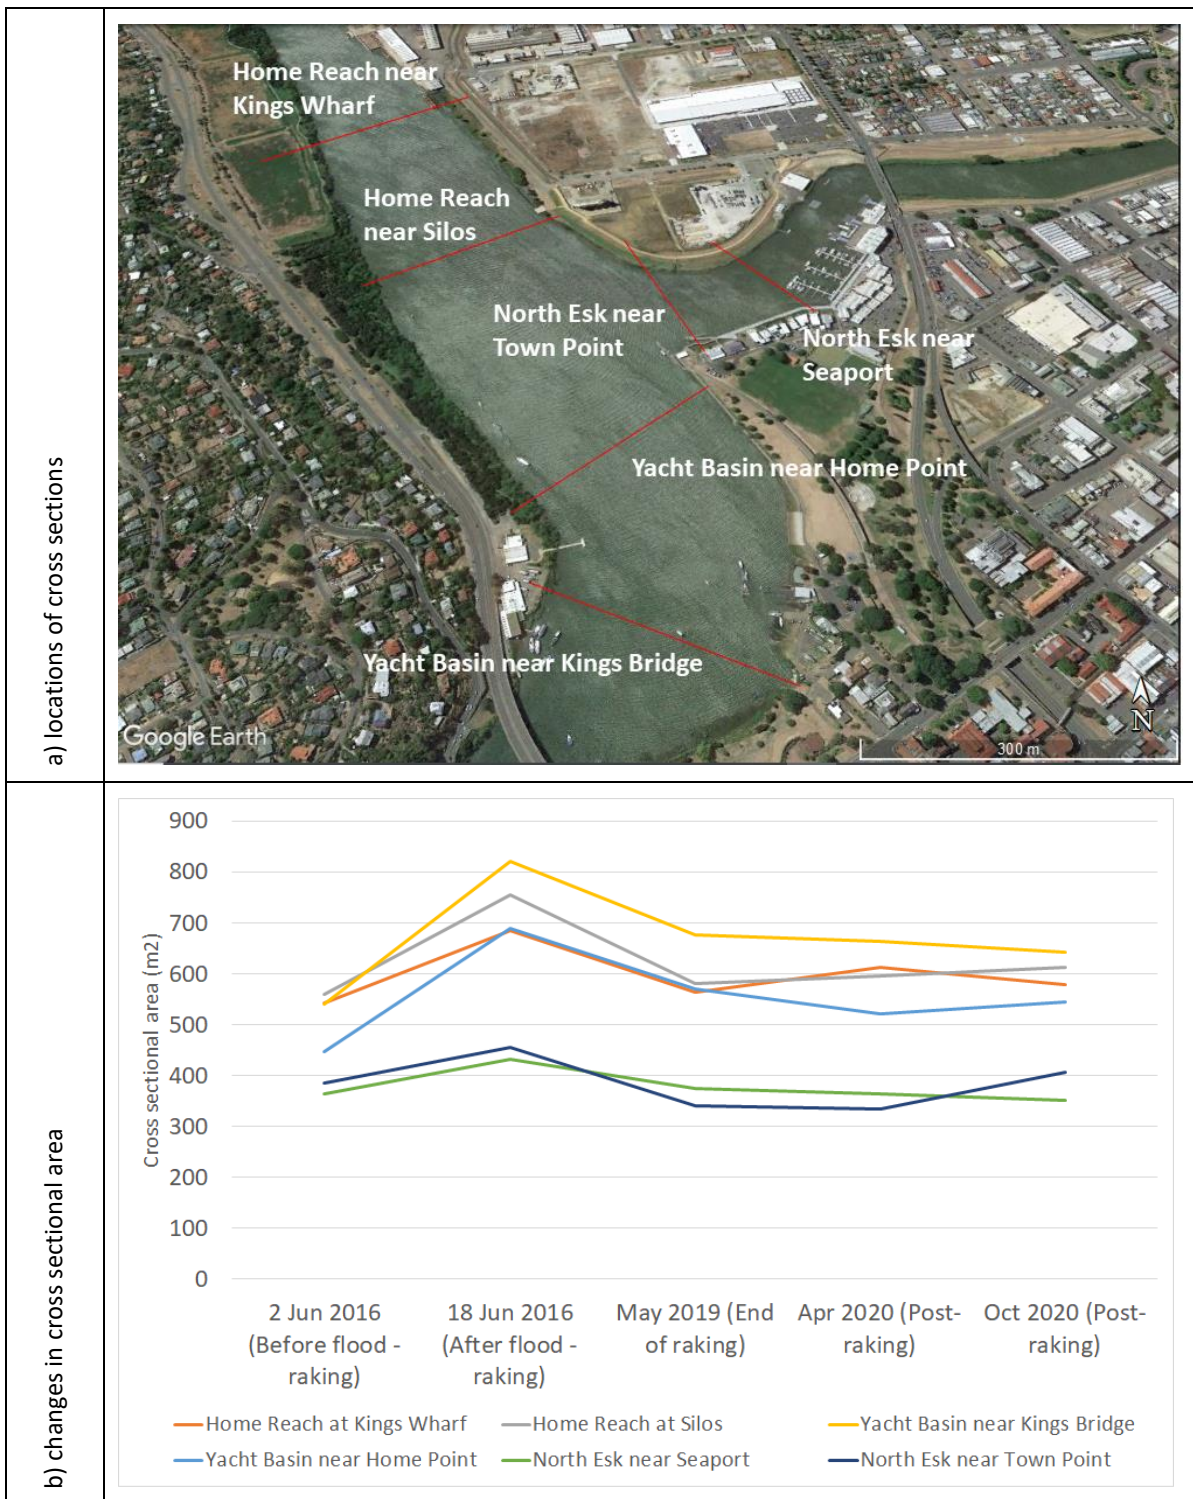 a) locations of cross sections
Home Reach near
Kings Wharf
Home Reach
near Silos
North Esk near
Town Point
North Esk near
Seaport
Yacht Basin near Home Point
Yacht Basin near Kings Bridge
Google Earth
N
300 m
b) changes in cross sectional area
Cross sectional area (m2)
900
800
700
600
500
400
300
200
100
0
2 Jun 2016
(Before flood -
raking)
18 Jun 2016
(After flood -
raking)
May 2019 (End
of raking)
Apr 2020 (Post-
raking)
Oct 2020 (Post-
raking)
Home Reach at Kings Wharf
Home Reach at Silos
Yacht Basin near Kings Bridge
Yacht Basin near Home Point
North Esk near Seaport
North Esk near Town Point